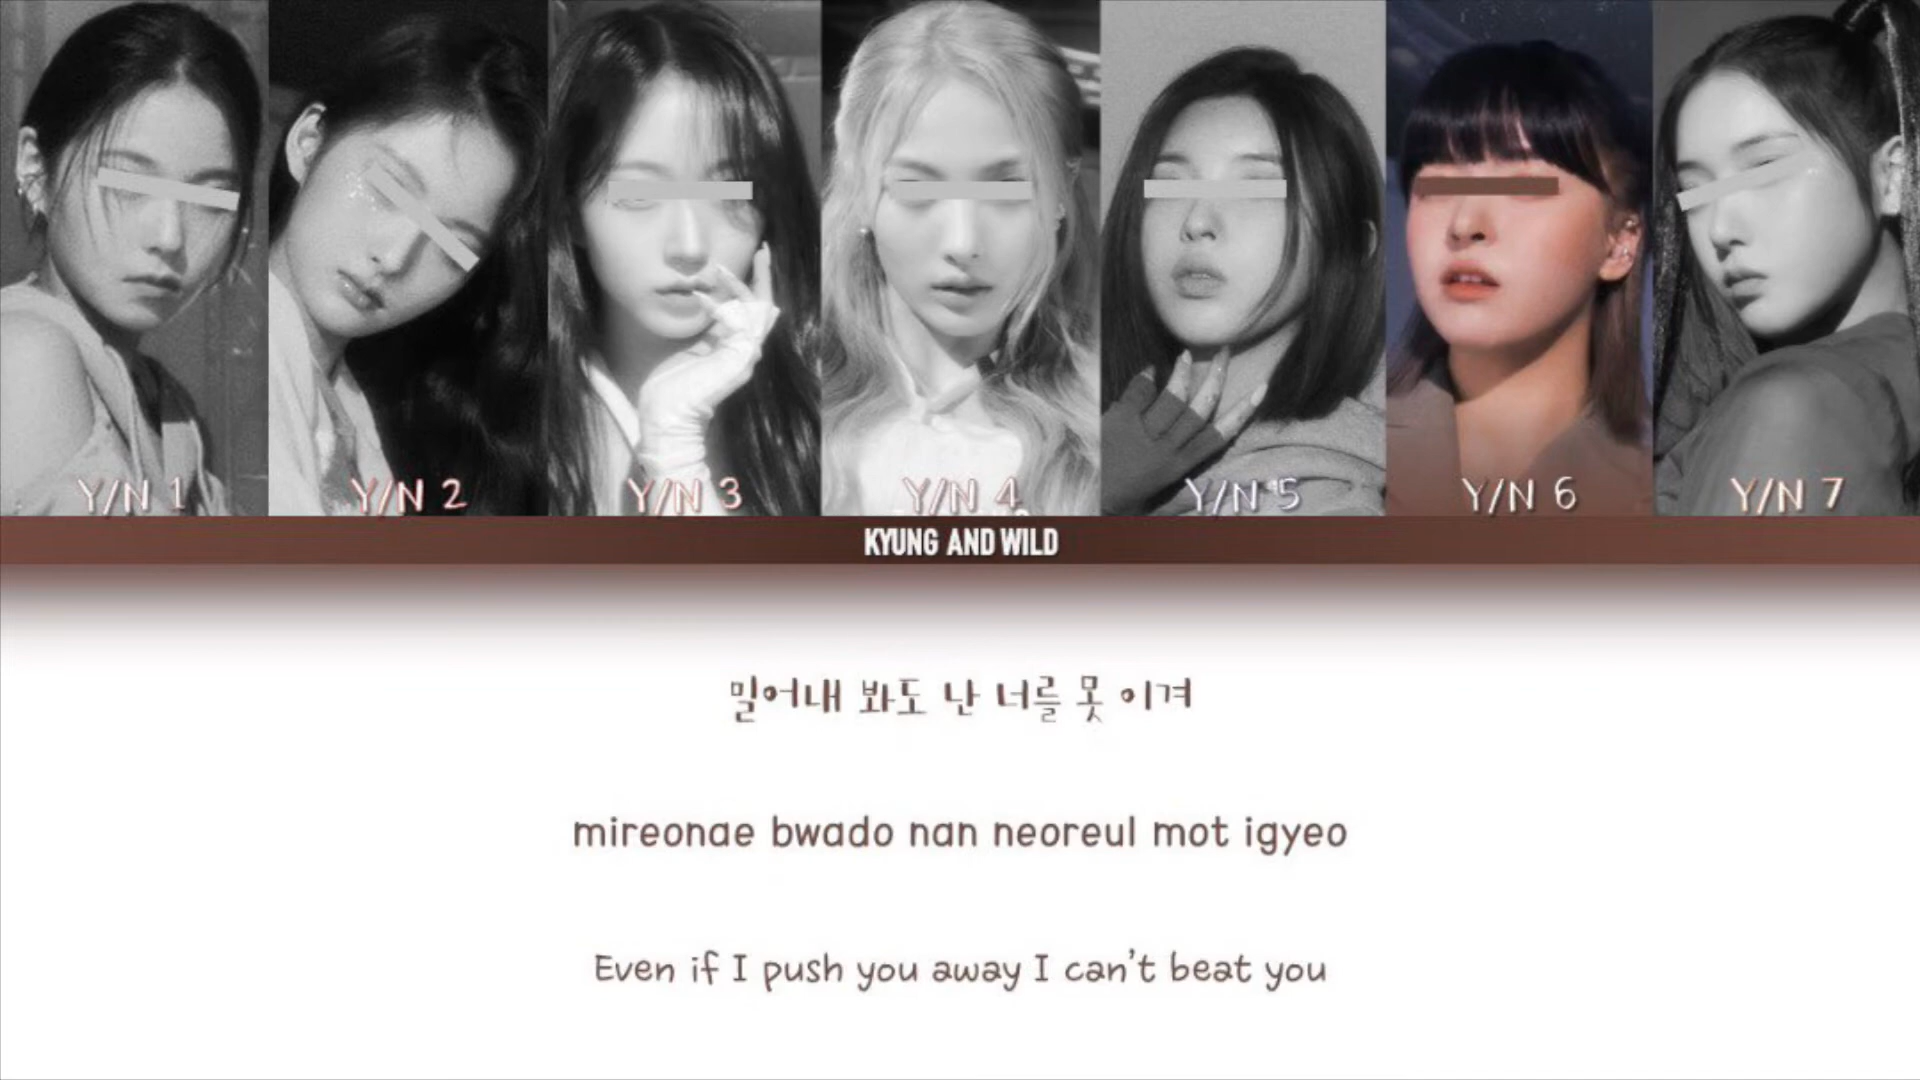 Y/N 1
Y/N 2
Y/N 3
Y/N 4
Y/N 5
Y/N 6
Y/N 7
KYUNG AND WILD
밀어내 봐도 난 너를 못 이겨
mireonae bwado nan neoreul mot igyeo
Even if I push you away I can't beat you